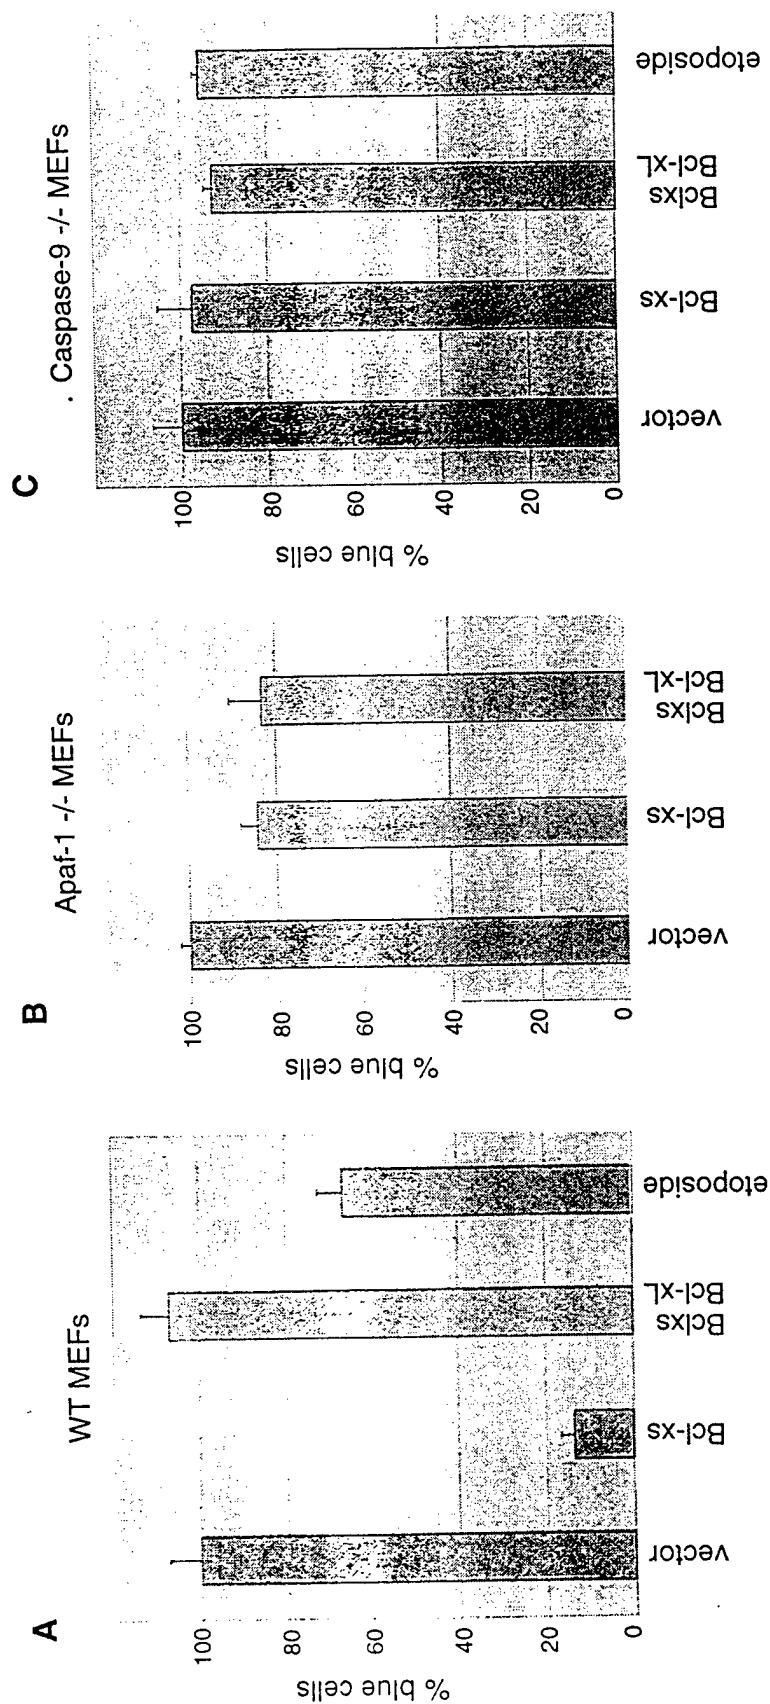 A
WT MEFs
% blue cells
100
80
60
40
20
0
vector
Bcl-xs
Bclxs
Bcl-xL
etoposide
B
Apaf-1 -/- MEFs
% blue cells
100
80
60
40
20
0
vector
Bcl-xs
Bclxs
Bcl-xL
C
Caspase-9 -/- MEFs
% blue cells
100
80
60
40
20
0
vector
Bcl-xs
Bclxs
Bcl-xL
etoposide